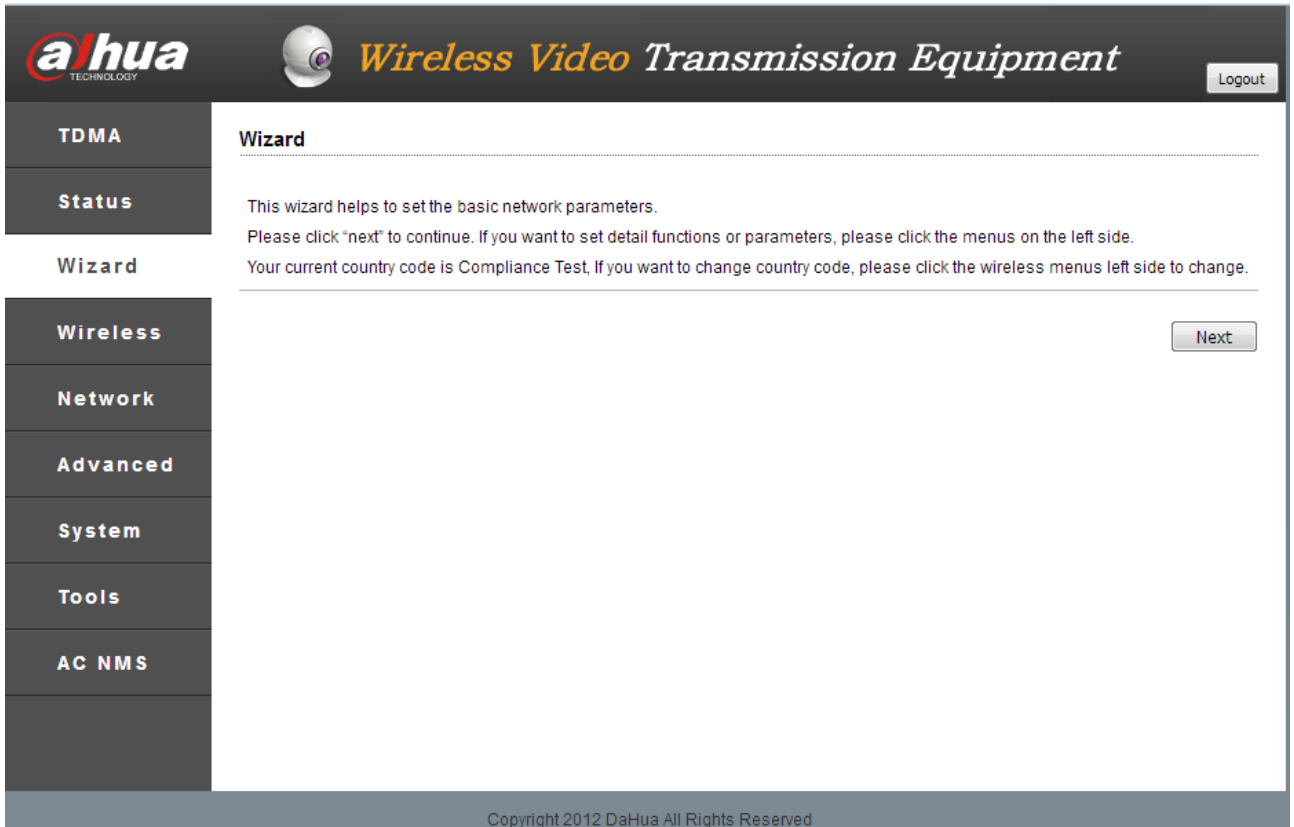 alhua
TECHNOLOGY
Wireless Video Transmission Equipment
Logout
TDMA
Status
Wizard
Wireless
Network
Advanced
System
Tools
AC NMS
Wizard
This wizard helps to set the basic network parameters.
Please click “next” to continue. If you want to set detail functions or parameters, please click the menus on the left side.
Your current country code is Compliance Test, If you want to change country code, please click the wireless menus left side to change.
Next
Copyright 2012 DaHua All Rights Reserved